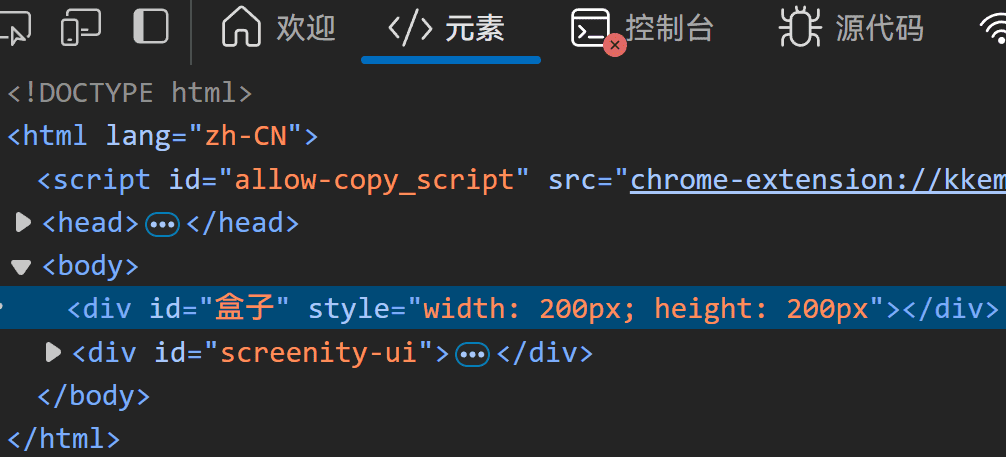 欢迎 元素 控制台 源代码
<!DOCTYPE html>
<html lang="zh-CN">
<script id="allow-copy_script" src="chrome-extension://kkem
<head>•••</head>
<body>
<div id="盒子" style="width: 200px; height: 200px"></div>
<div id="screenity-ui">•••</div>
</body>
</html>